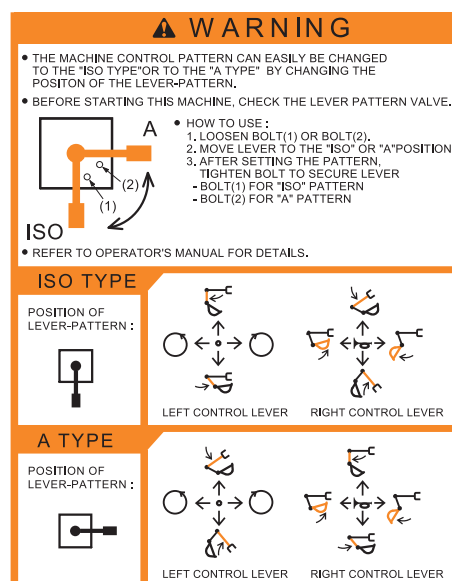 WARNING
• THE MACHINE CONTROL PATTERN CAN EASILY BE CHANGED
TO THE "ISO TYPE"OR TO THE "A TYPE" BY CHANGING THE
POSITON OF THE LEVER-PATTERN.
• BEFORE STARTING THIS MACHINE, CHECK THE LEVER PATTERN VALVE.
A
(2)
(1)
ISO
• HOW TO USE :
1. LOOSEN BOLT(1) OR BOLT(2).
2. MOVE LEVER TO THE "ISO" OR "A"POSITION
3. AFTER SETTING THE PATTERN,
TIGHTEN BOLT TO SECURE LEVER
- BOLT(1) FOR "ISO" PATTERN
- BOLT(2) FOR "A" PATTERN
• REFER TO OPERATOR'S MANUAL FOR DETAILS.
ISO TYPE
POSITION OF
LEVER-PATTERN :
LEFT CONTROL LEVER
RIGHT CONTROL LEVER
A TYPE
POSITION OF
LEVER-PATTERN :
LEFT CONTROL LEVER
RIGHT CONTROL LEVER